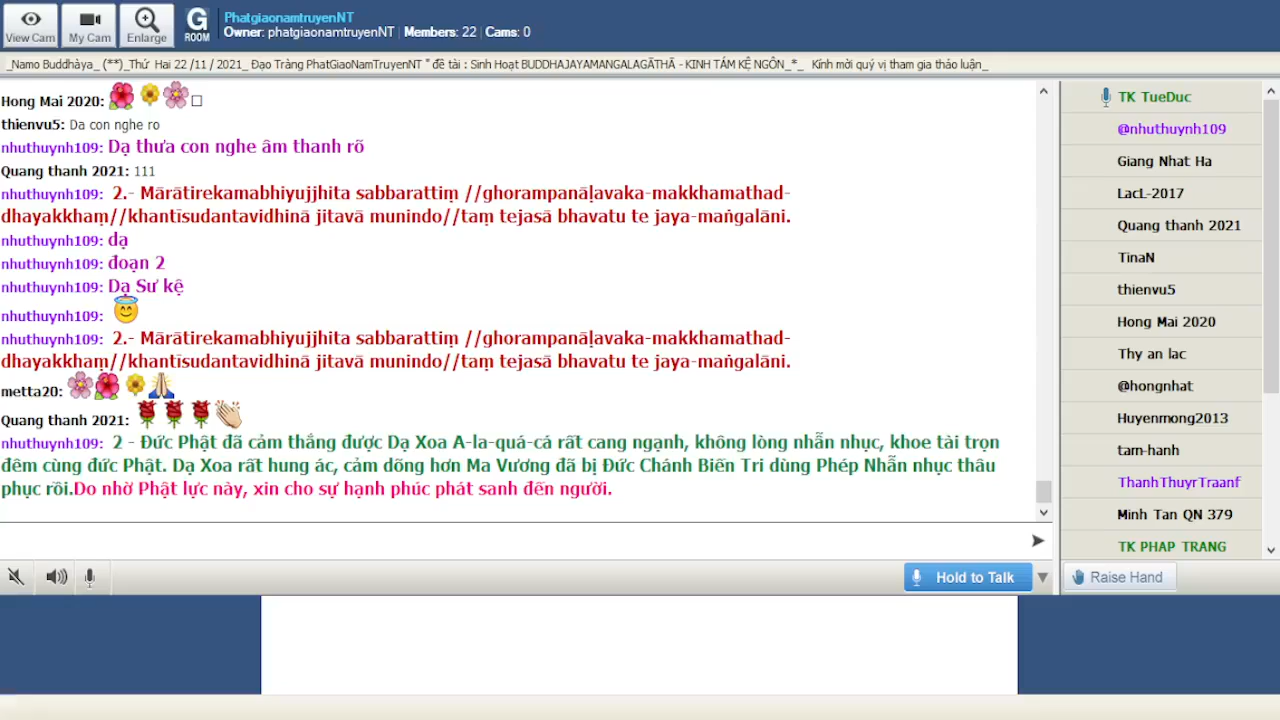 View Cam
My Cam
Enlarge
G
ROOM
PhatgiaonamtruyenNT
Owner: phatgiaonamtruyenNT | Members: 22 | Cams: 0
_Namo Buddhàya_ (**)_Thứ Hai 22 /11 / 2021_ Đạo Tràng PhatGiaoNamTruyenNT " đề tài : Sinh Hoạt BUDDHAJAYAMANGALAGĀTHĀ - KINH TÁM KỆ NGÔN_*_ Kính mời quý vị tham gia thảo luận_
Hong Mai 2020:
thienvu5: Da con nghe ro
nhuthuynh109: Dạ thưa con nghe âm thanh rõ
Quang thanh 2021: 111
nhuthuynh109: 2.- Mārātirekamabhiyujjhita sabbarattiṃ //ghorampanāḷavaka-makkhamathad-
dhayakkhaṃ//khantīsudantavidhinā jitavā munindo//taṃ tejasā bhavatu te jaya-maṅgalāni.
nhuthuynh109: dạ
nhuthuynh109: đoạn 2
nhuthuynh109: Dạ Sư kệ
nhuthuynh109:
nhuthuynh109: 2.- Mārātirekamabhiyujjhita sabbarattiṃ //ghorampanāḷavaka-makkhamathad-
dhayakkhaṃ//khantīsudantavidhinā jitavā munindo//taṃ tejasā bhavatu te jaya-maṅgalāni.
metta20:
Quang thanh 2021:
nhuthuynh109: 2 - Đức Phật đã cảm thắng được Dạ Xoa A-la-quá-cá rất cang ngạnh, không lòng nhẫn nhục, khoe tài trọn
đêm cùng đức Phật. Dạ Xoa rất hung ác, cảm dõng hơn Ma Vương đã bị Đức Chánh Biến Tri dùng Phép Nhẫn nhục thâu
phục rồi.Do nhờ Phật lực này, xin cho sự hạnh phúc phát sanh đến người.
TK TueDuc
@nhuthuynh109
Giang Nhat Ha
LacL-2017
Quang thanh 2021
TinaN
thienvu5
Hong Mai 2020
Thy an lac
@hongnhat
Huyenmong2013
tam-hanh
ThanhThuyrTraanf
Minh Tan QN 379
TK PHAP TRANG
Hold to Talk
Raise Hand